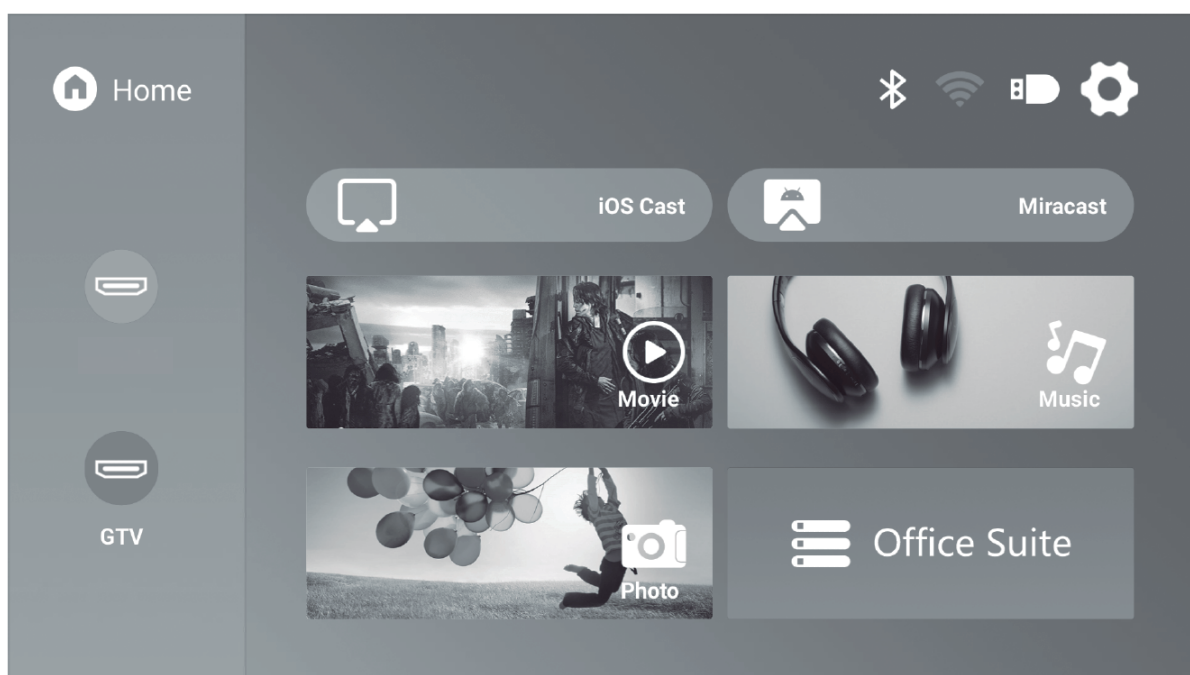 Home
iOS Cast
Miracast
Movie
Music
GTV
Photo
Office Suite